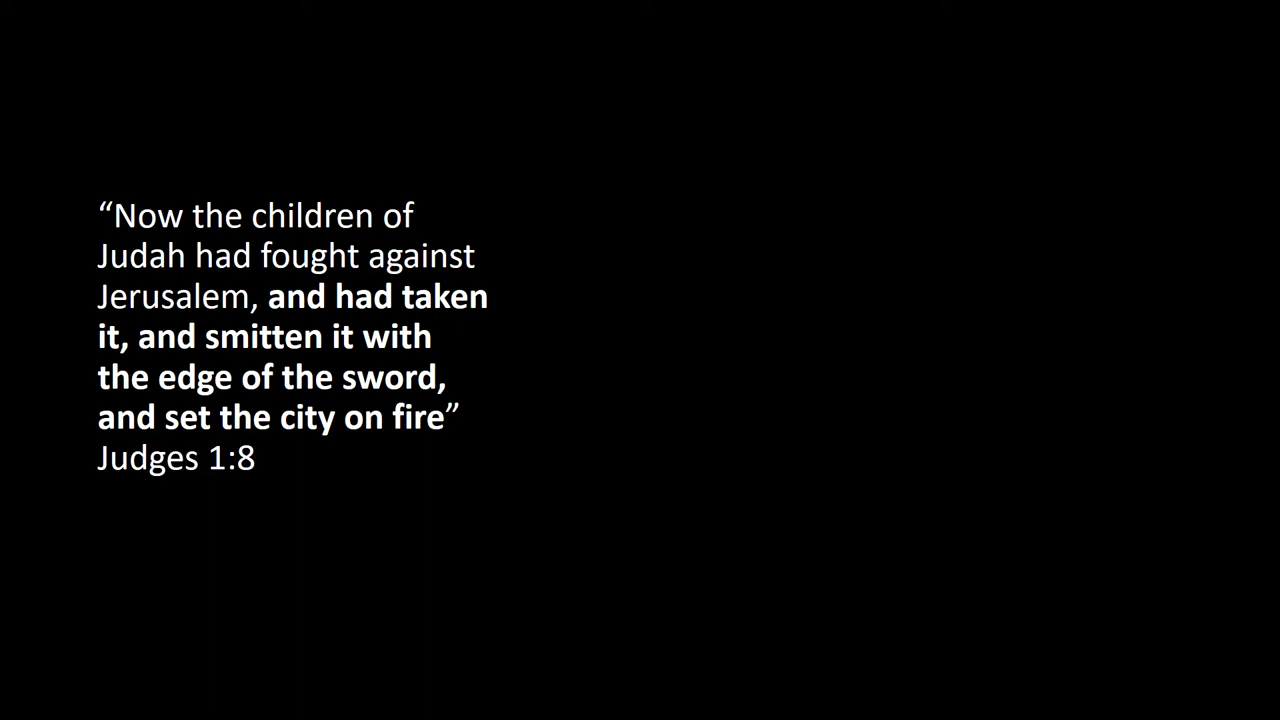 “Now the children of
Judah had fought against
Jerusalem, and had taken
it, and smitten it with
the edge of the sword,
and set the city on fire”
Judges 1:8